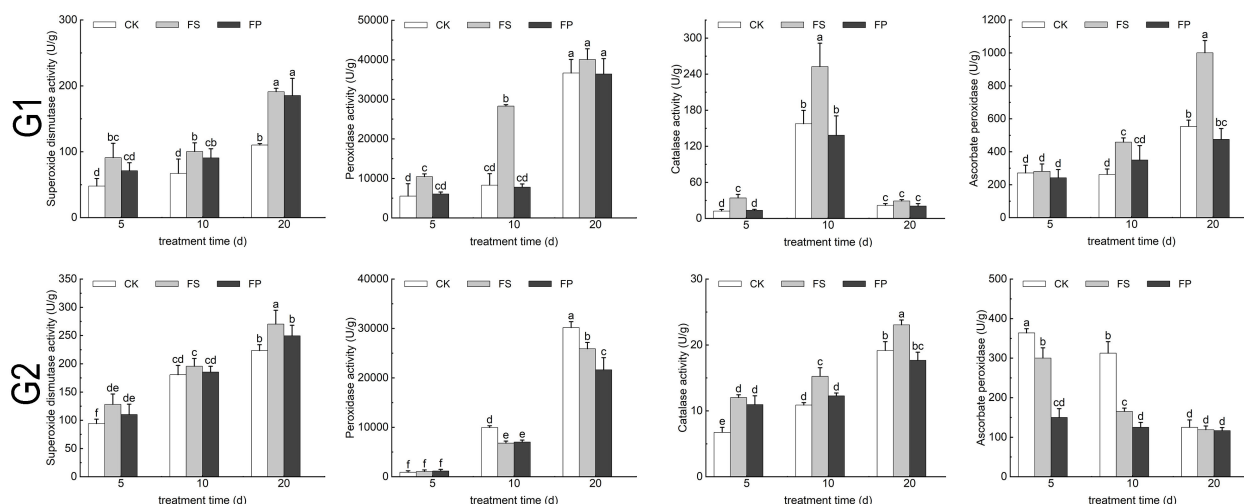 G1
CK FS FP
Superoxide dismutase activity (U/g)
300
200
100
0
d bc cd
d c cb
b a a
5 10 20
treatment time (d)
CK FS FP
Peroxidase activity (U/g)
50000
40000
30000
20000
10000
0
d c cd
cd b cd
a a a
5 10 20
treatment time (d)
CK FS FP
Catalase activity (U/g)
300
240
180
120
60
0
d c d
b a b
c c c
5 10 20
treatment time (d)
CK FS FP
Ascorbate peroxidase (U/g)
1200
1000
800
600
400
200
0
d d d
d c cd
b a bc
5 10 20
treatment time (d)
G2
CK FS FP
Superoxide dismutase activity (U/g)
350
300
250
200
150
100
50
0
f de de
cd c cd
b a b
5 10 20
treatment time (d)
CK FS FP
Peroxidase activity (U/g)
40000
30000
20000
10000
0
f f f
d e e
a b c
5 10 20
treatment time (d)
CK FS FP
Catalase activity (U/g)
30
20
10
0
e d d
d c d
b a bc
5 10 20
treatment time (d)
CK FS FP
Ascorbate peroxidase (U/g)
500
400
300
200
100
0
a b cd
b c d
d d d
5 10 20
treatment time (d)